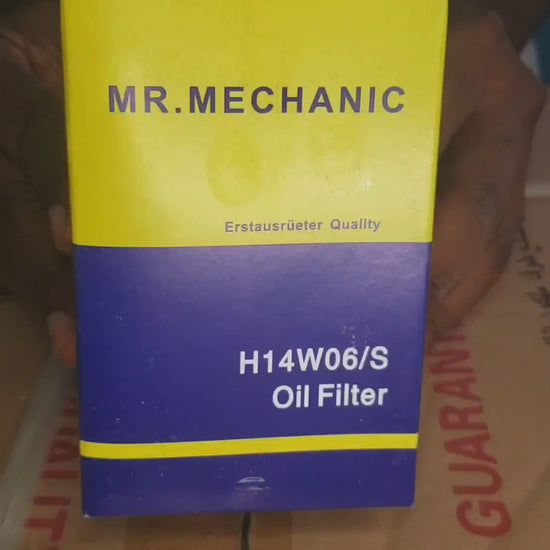 MR.MECHANIC
Erstausrüeter Quality
H14W06/S
Oil Filter
GUARAN